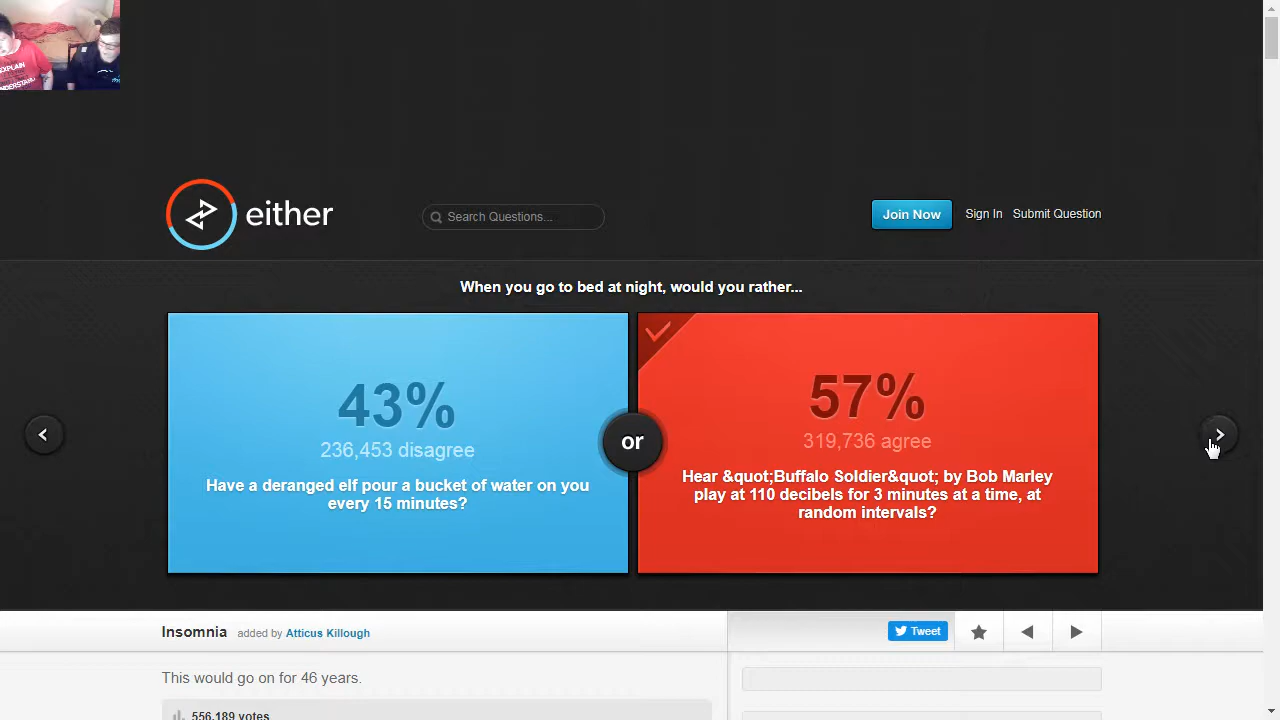 EXPLAIN
either
Search Questions...
Join Now
Sign In
Submit Question
When you go to bed at night, would you rather...
43%
236,453 disagree
Have a deranged elf pour a bucket of water on you
every 15 minutes?
or
57%
319,736 agree
Hear &quot;Buffalo Soldier&quot; by Bob Marley
play at 110 decibels for 3 minutes at a time, at
random intervals?
Insomnia added by Atticus Killough
Tweet
This would go on for 46 years.
556,189 votes